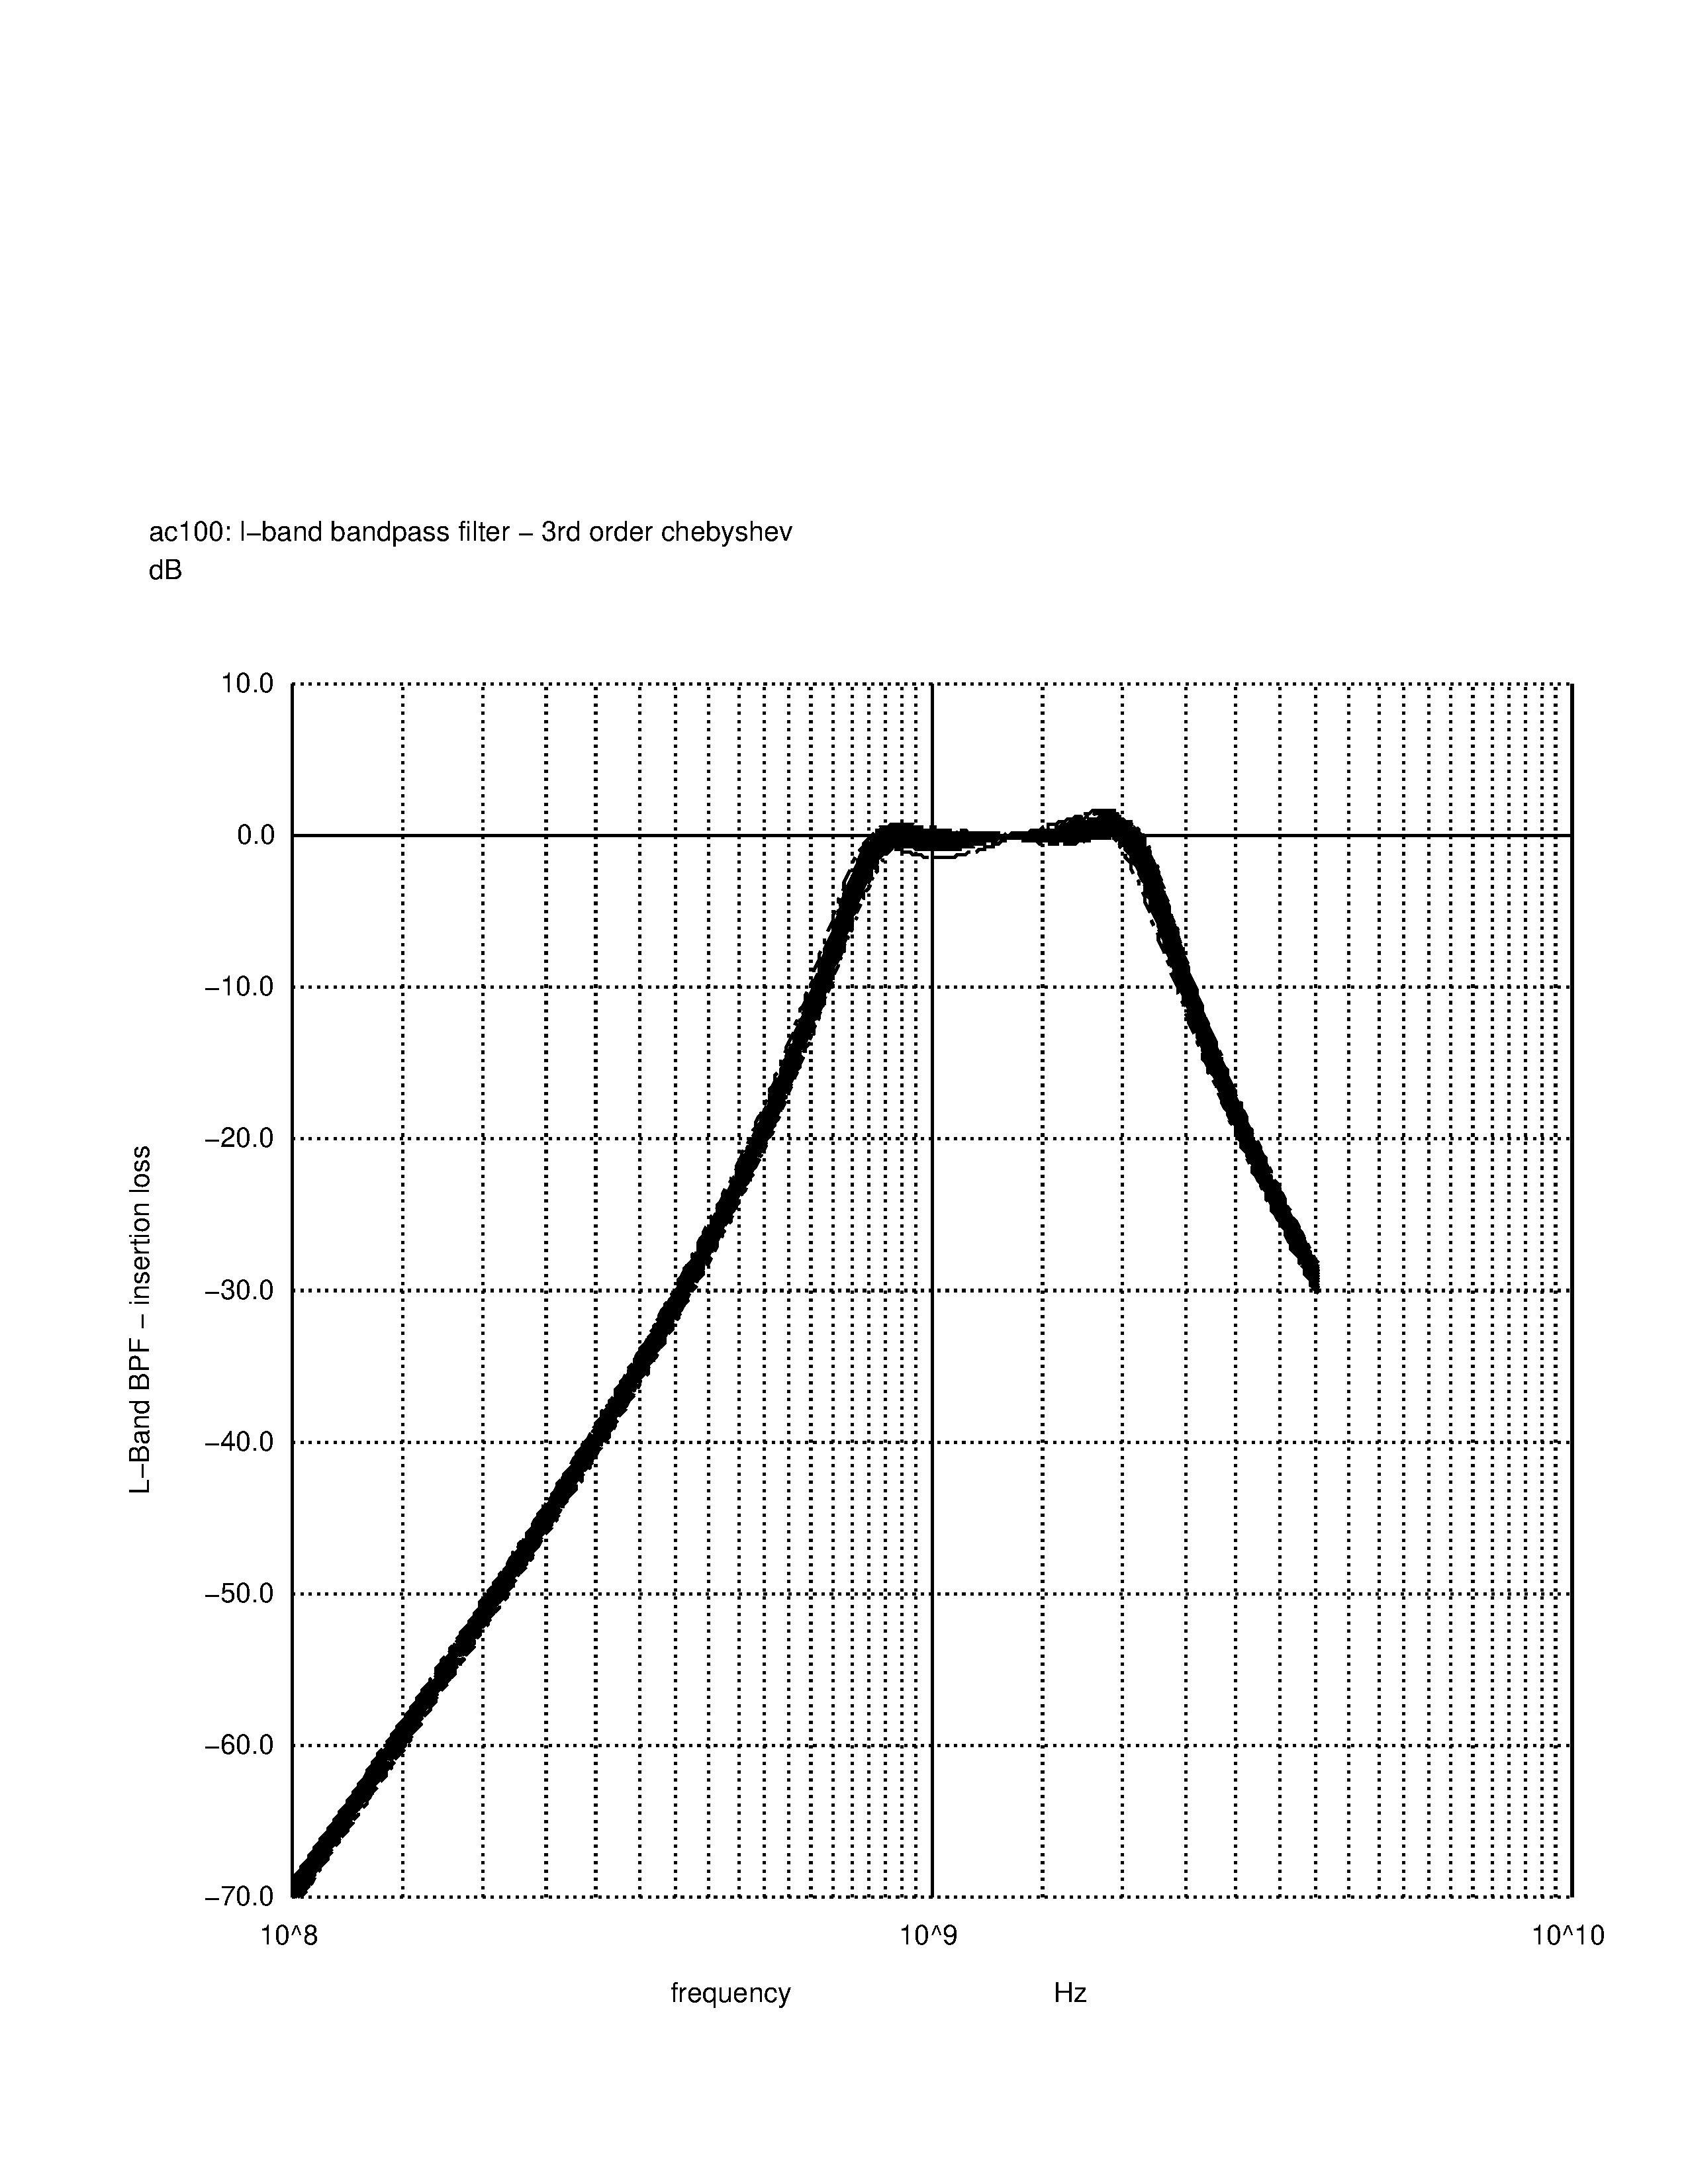 ac100: l–band bandpass filter – 3rd order chebyshev
dB
10.0
0.0
–10.0
–20.0
–30.0
–40.0
–50.0
–60.0
–70.0
L–Band BPF – insertion loss
10^8
10^9
10^10
frequency
Hz